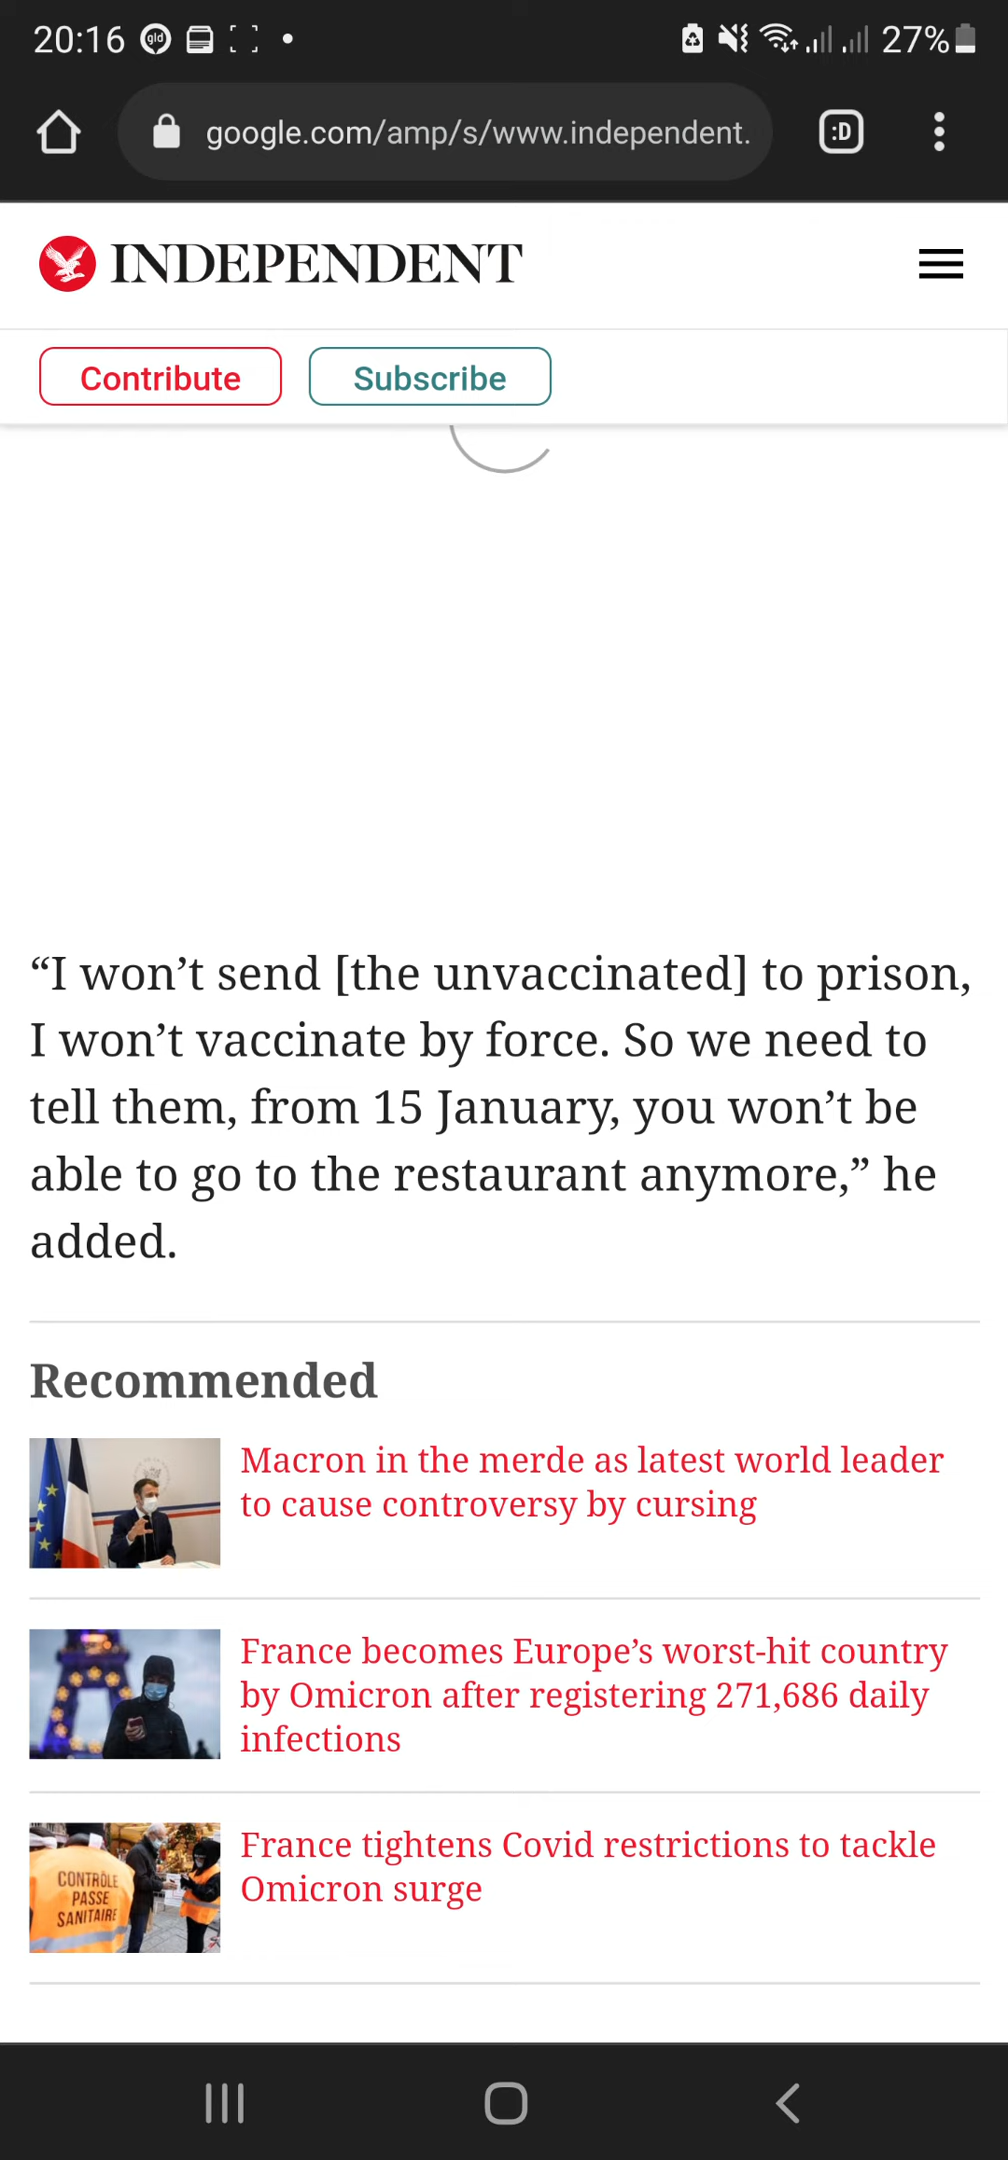 20:16 gld 27%
google.com/amp/s/www.independent.
:D
INDEPENDENT
Contribute Subscribe
“I won’t send [the unvaccinated] to prison,
I won’t vaccinate by force. So we need to
tell them, from 15 January, you won’t be
able to go to the restaurant anymore,” he
added.
Recommended
Macron in the merde as latest world leader
to cause controversy by cursing
France becomes Europe’s worst-hit country
by Omicron after registering 271,686 daily
infections
CONTRÔLE
PASSE
SANITAIRE
France tightens Covid restrictions to tackle
Omicron surge